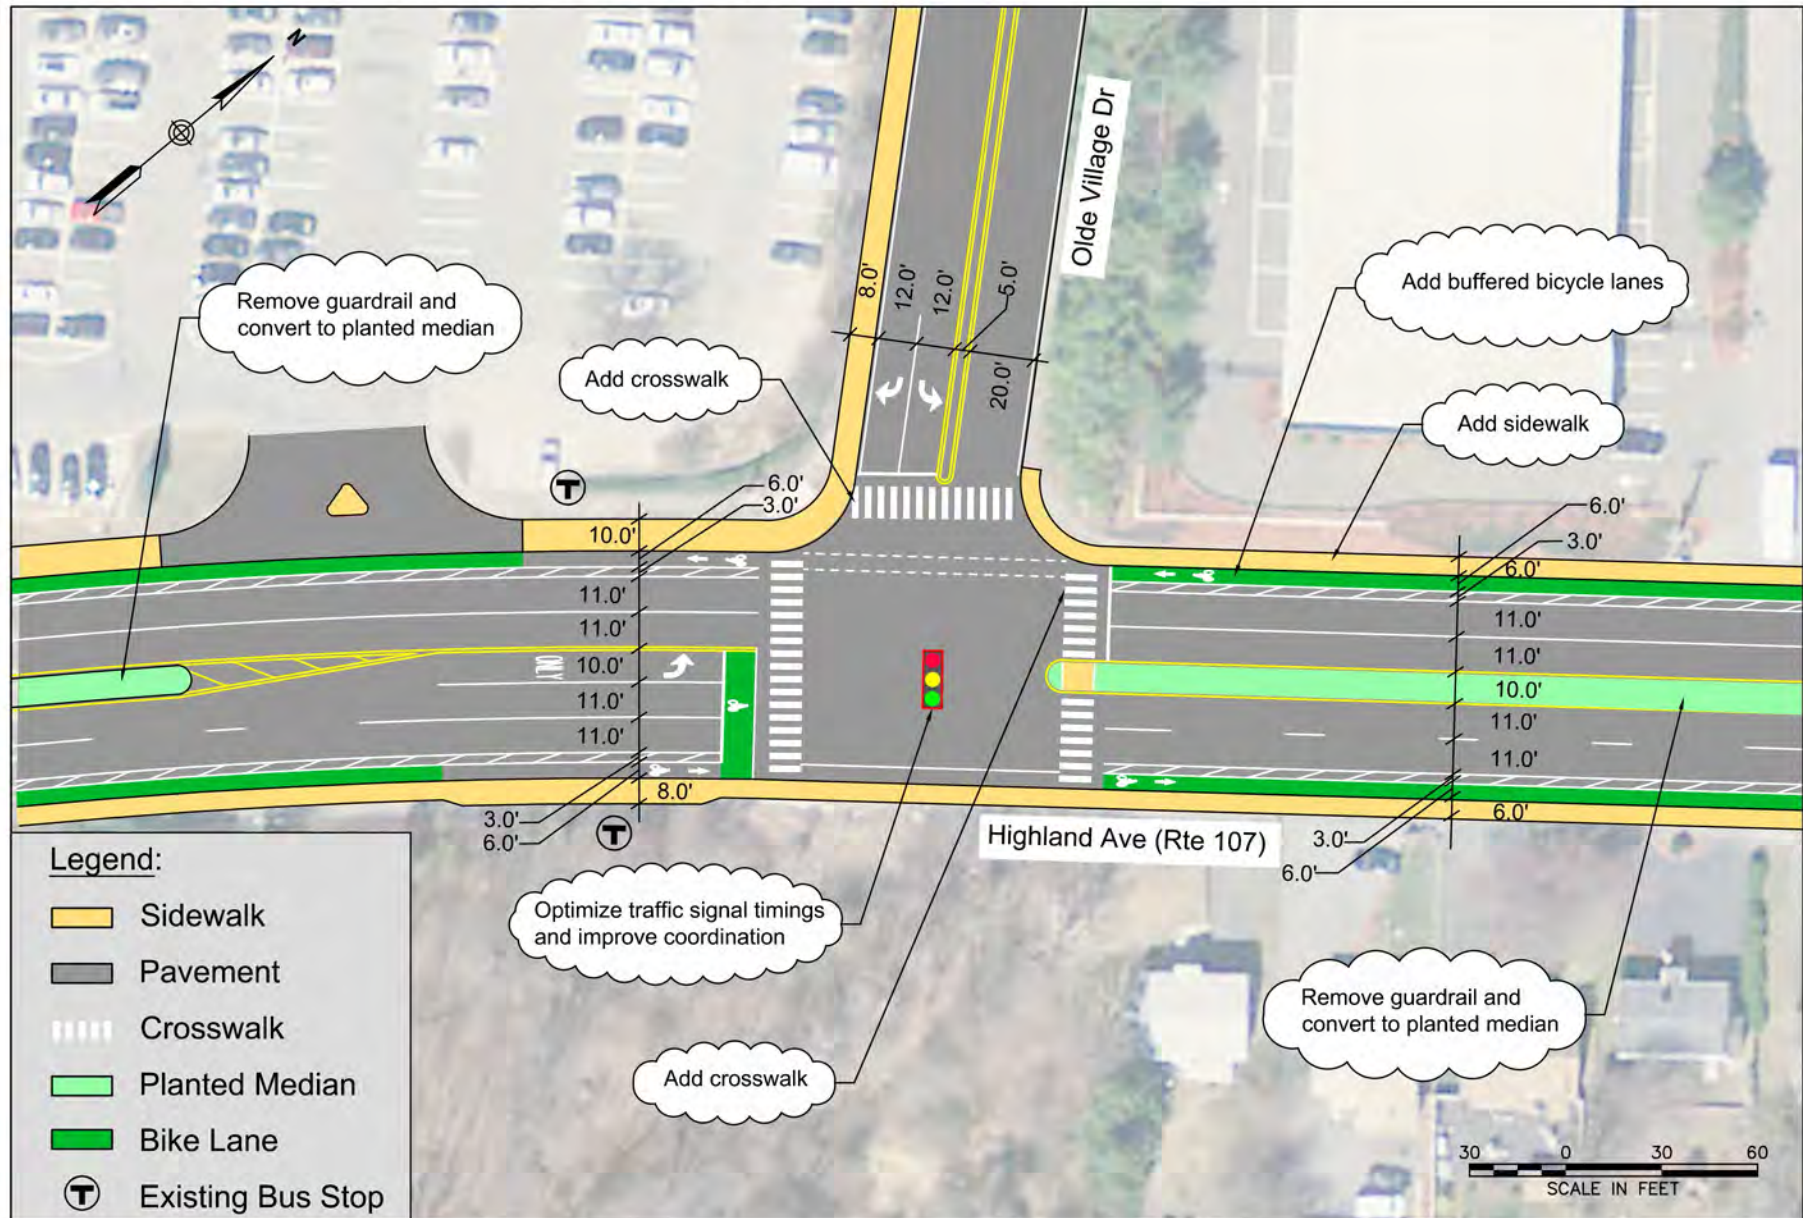 N
Remove guardrail and
convert to planted median
Add crosswalk
8.0'
12.0'
12.0'
5.0'
20.0'
Olde Village Dr
Add buffered bicycle lanes
Add sidewalk
T
6.0'
3.0'
10.0'
11.0'
11.0'
10.0'
11.0'
11.0'
3.0'
6.0'
8.0'
ONLY
T
6.0'
3.0'
6.0'
11.0'
11.0'
10.0'
11.0'
11.0'
6.0'
3.0'
6.0'
Highland Ave (Rte 107)
Optimize traffic signal timings
and improve coordination
Add crosswalk
Remove guardrail and
convert to planted median
Legend:
Sidewalk
Pavement
Crosswalk
Planted Median
Bike Lane
T Existing Bus Stop
30 0 30 60
SCALE IN FEET